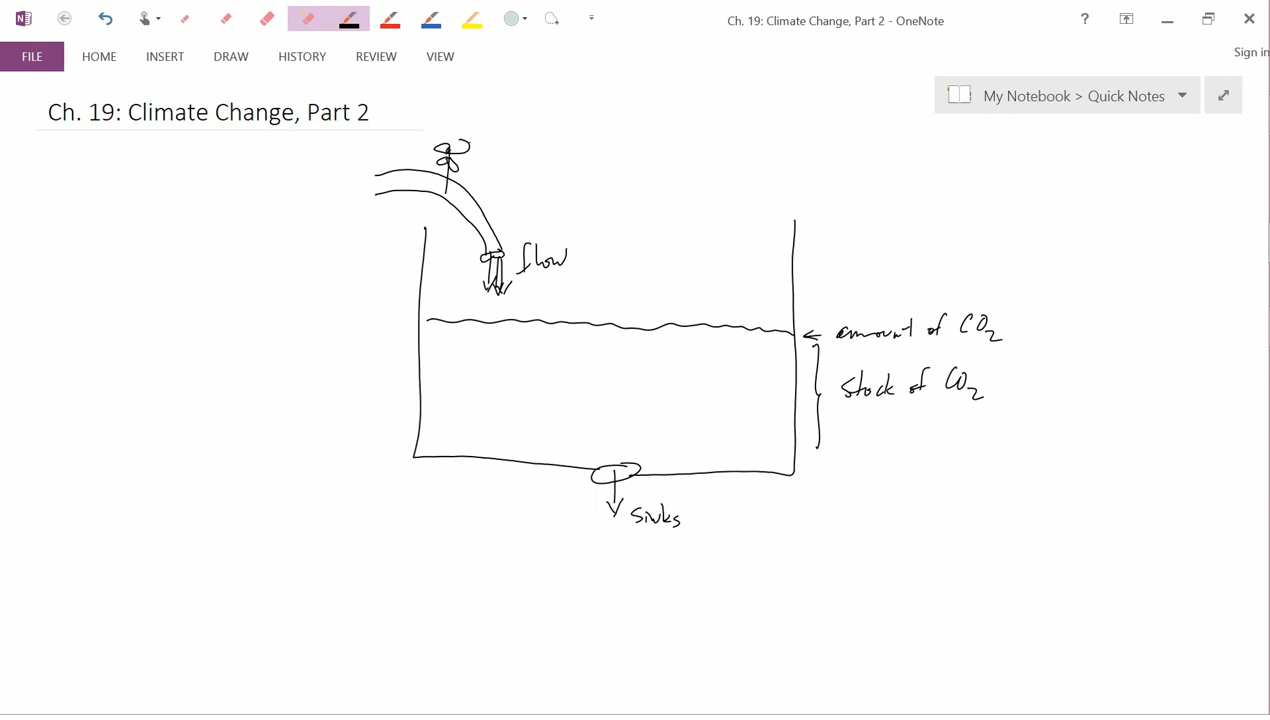 Ch. 19: Climate Change, Part 2 - OneNote
?
FILE HOME INSERT DRAW HISTORY REVIEW VIEW
Sign in
My Notebook > Quick Notes
Ch. 19: Climate Change, Part 2
flow
← amount of CO2
stock of CO2
sinks